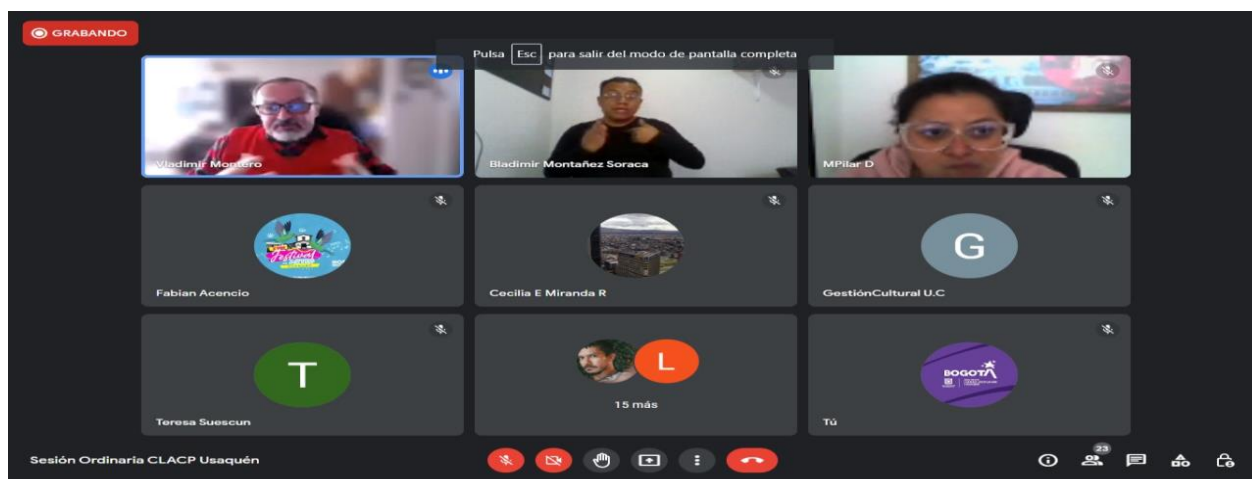 GRABANDO
Pulsa Esc para salir del modo de pantalla completa
Vladimir Montero
Bladimir Montañez Soraca
MPilar D
Festival
Fabian Acencio
Cecilia E Miranda R
G
GestiónCultural U.C
T
Teresa Suescun
L
15 más
BOGOTÁ
Tú
Sesión Ordinaria CLACP Usaquén
23